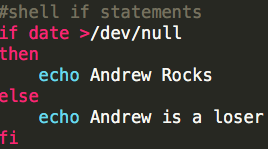 #shell if statements
if date >/dev/null
then
    echo Andrew Rocks
else
    echo Andrew is a loser
fi